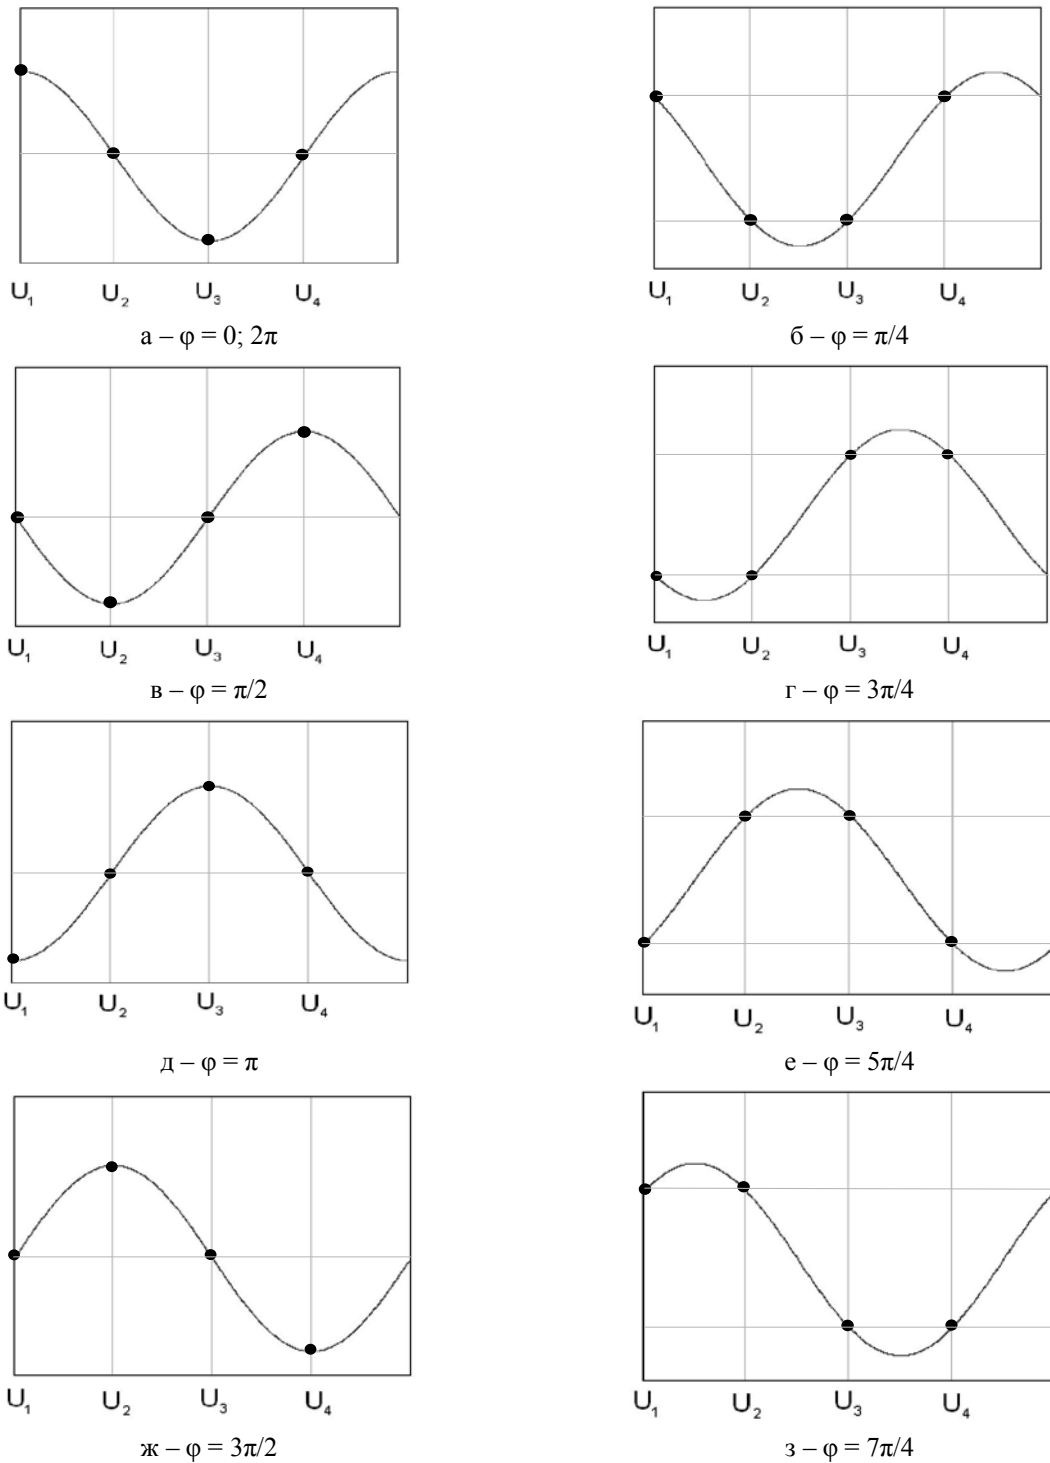 U₁ U₂ U₃ U₄
U₁ U₂ U₃ U₄
а – φ = 0; 2π
б – φ = π/4
U₁ U₂ U₃ U₄
U₁ U₂ U₃ U₄
в – φ = π/2
г – φ = 3π/4
U₁ U₂ U₃ U₄
U₁ U₂ U₃ U₄
д – φ = π
е – φ = 5π/4
U₁ U₂ U₃ U₄
U₁ U₂ U₃ U₄
ж – φ = 3π/2
з – φ = 7π/4